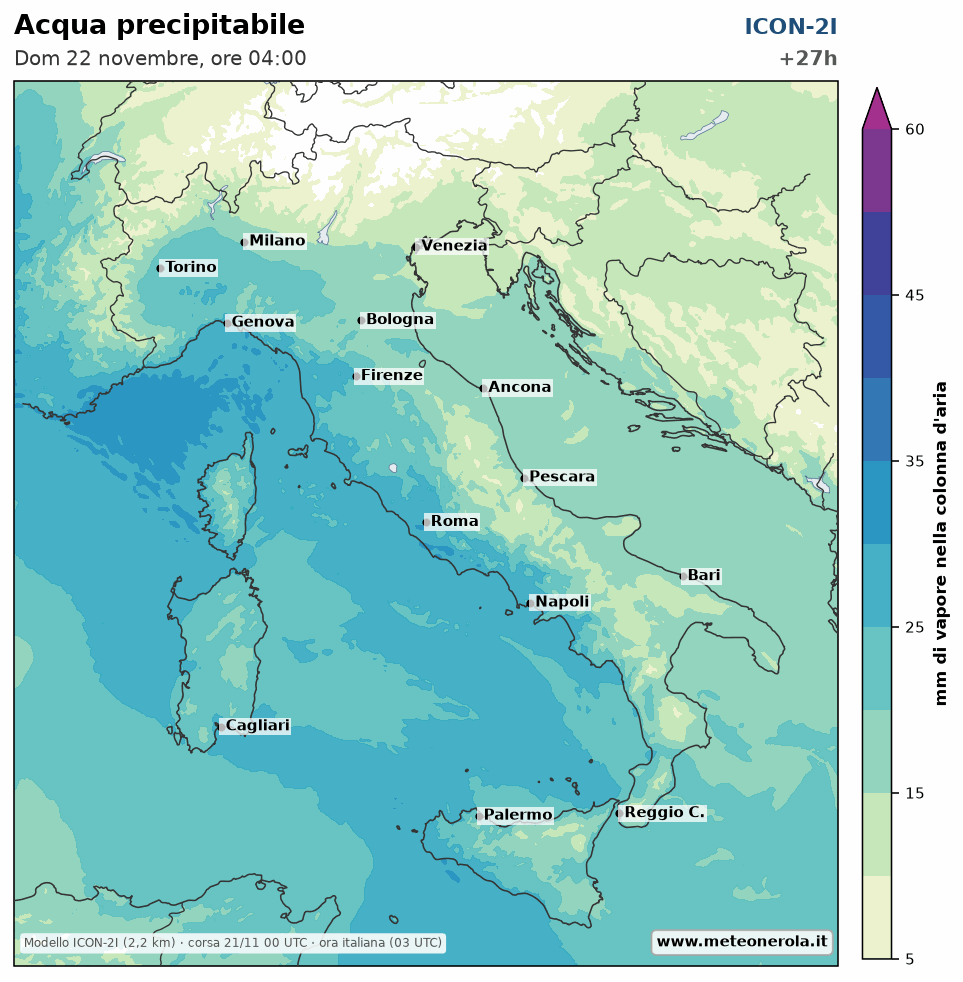 Acqua precipitabile
ICON-2I
Dom 22 novembre, ore 04:00
+27h
60
Milano
Venezia
Torino
45
Genova
Bologna
Firenze
Ancona
35
Pescara
Roma
mm di vapore nella colonna d'aria
Bari
Napoli
25
Cagliari
15
Palermo
Reggio C.
Modello ICON-2I (2,2 km) · corsa 21/11 00 UTC · ora italiana (03 UTC)
www.meteonerola.it
5